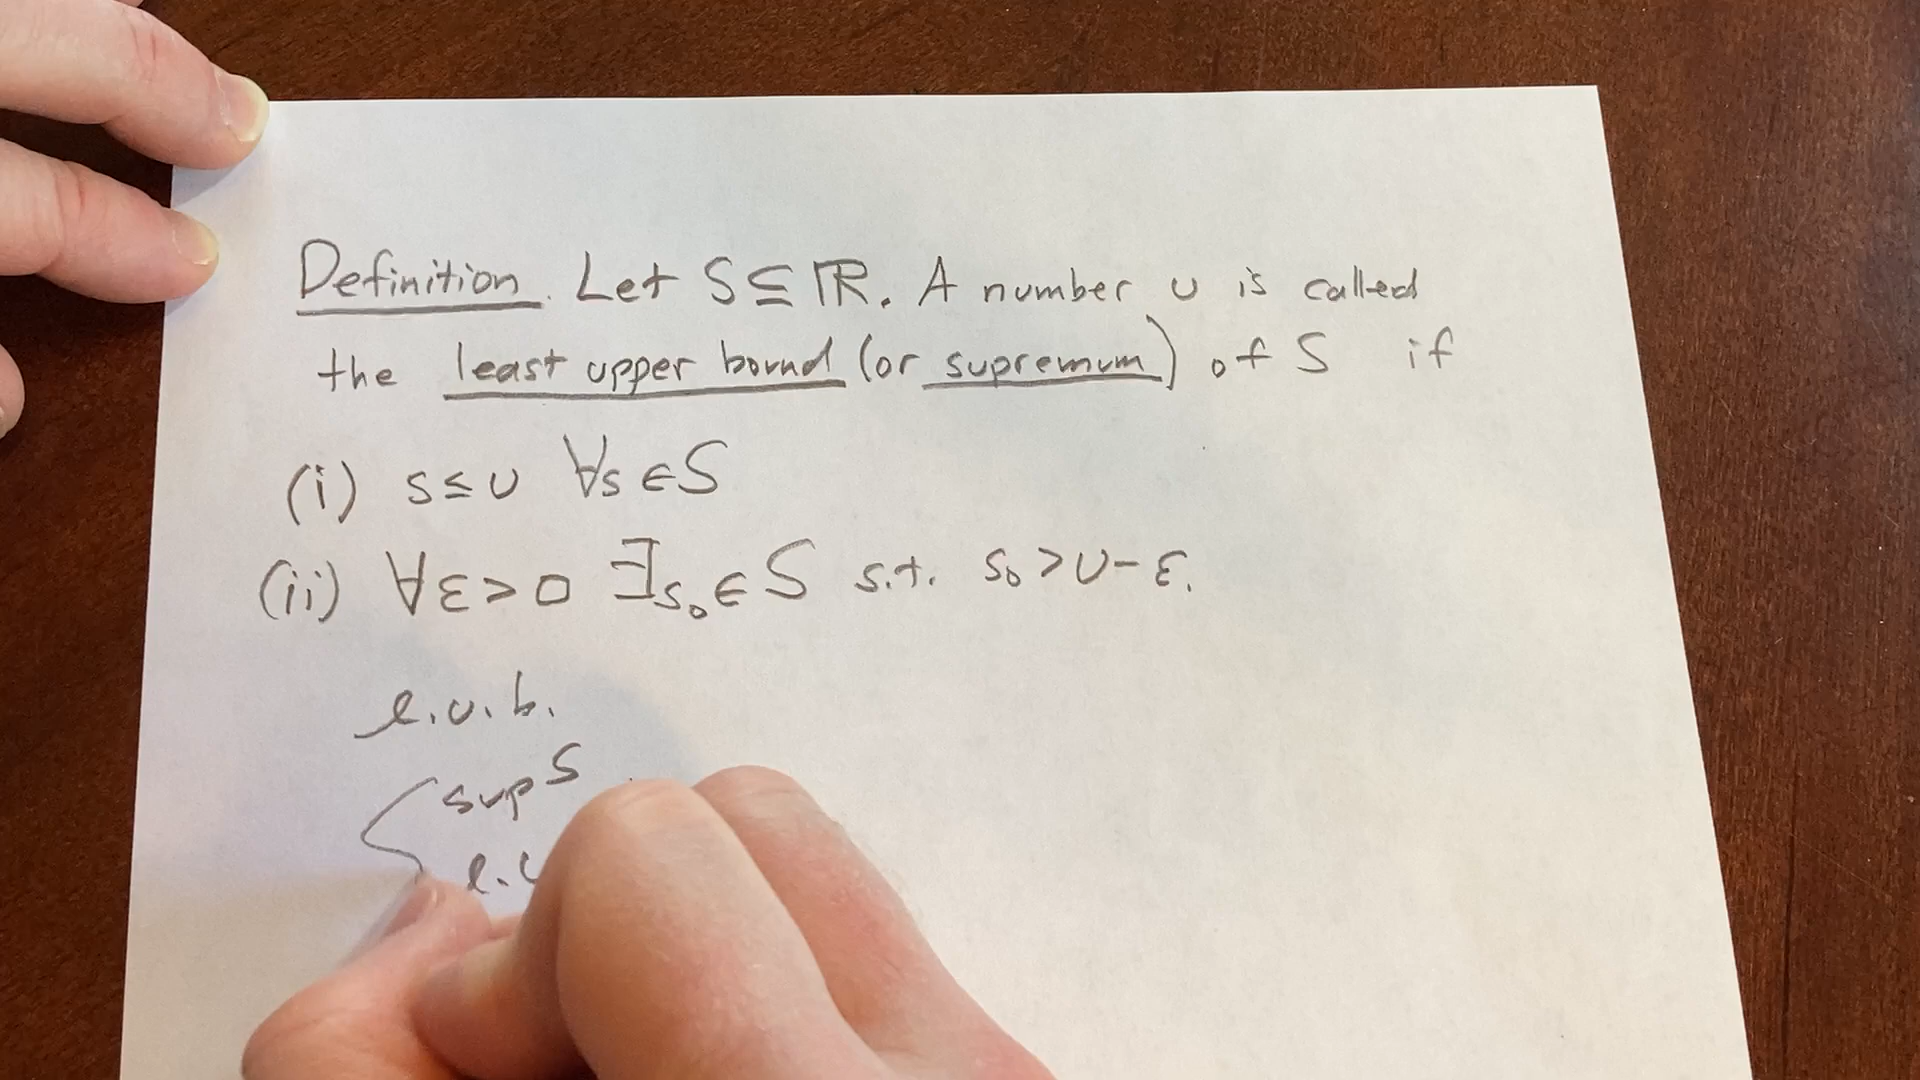 Definition. Let S ⊆ ℝ. A number u is called
the least upper bound (or supremum) of S if
(i) s ≤ u ∀s ∈ S
(ii) ∀ε > 0 ∃s₀ ∈ S s.t. s₀ > u - ε.
l.u.b.
sup S